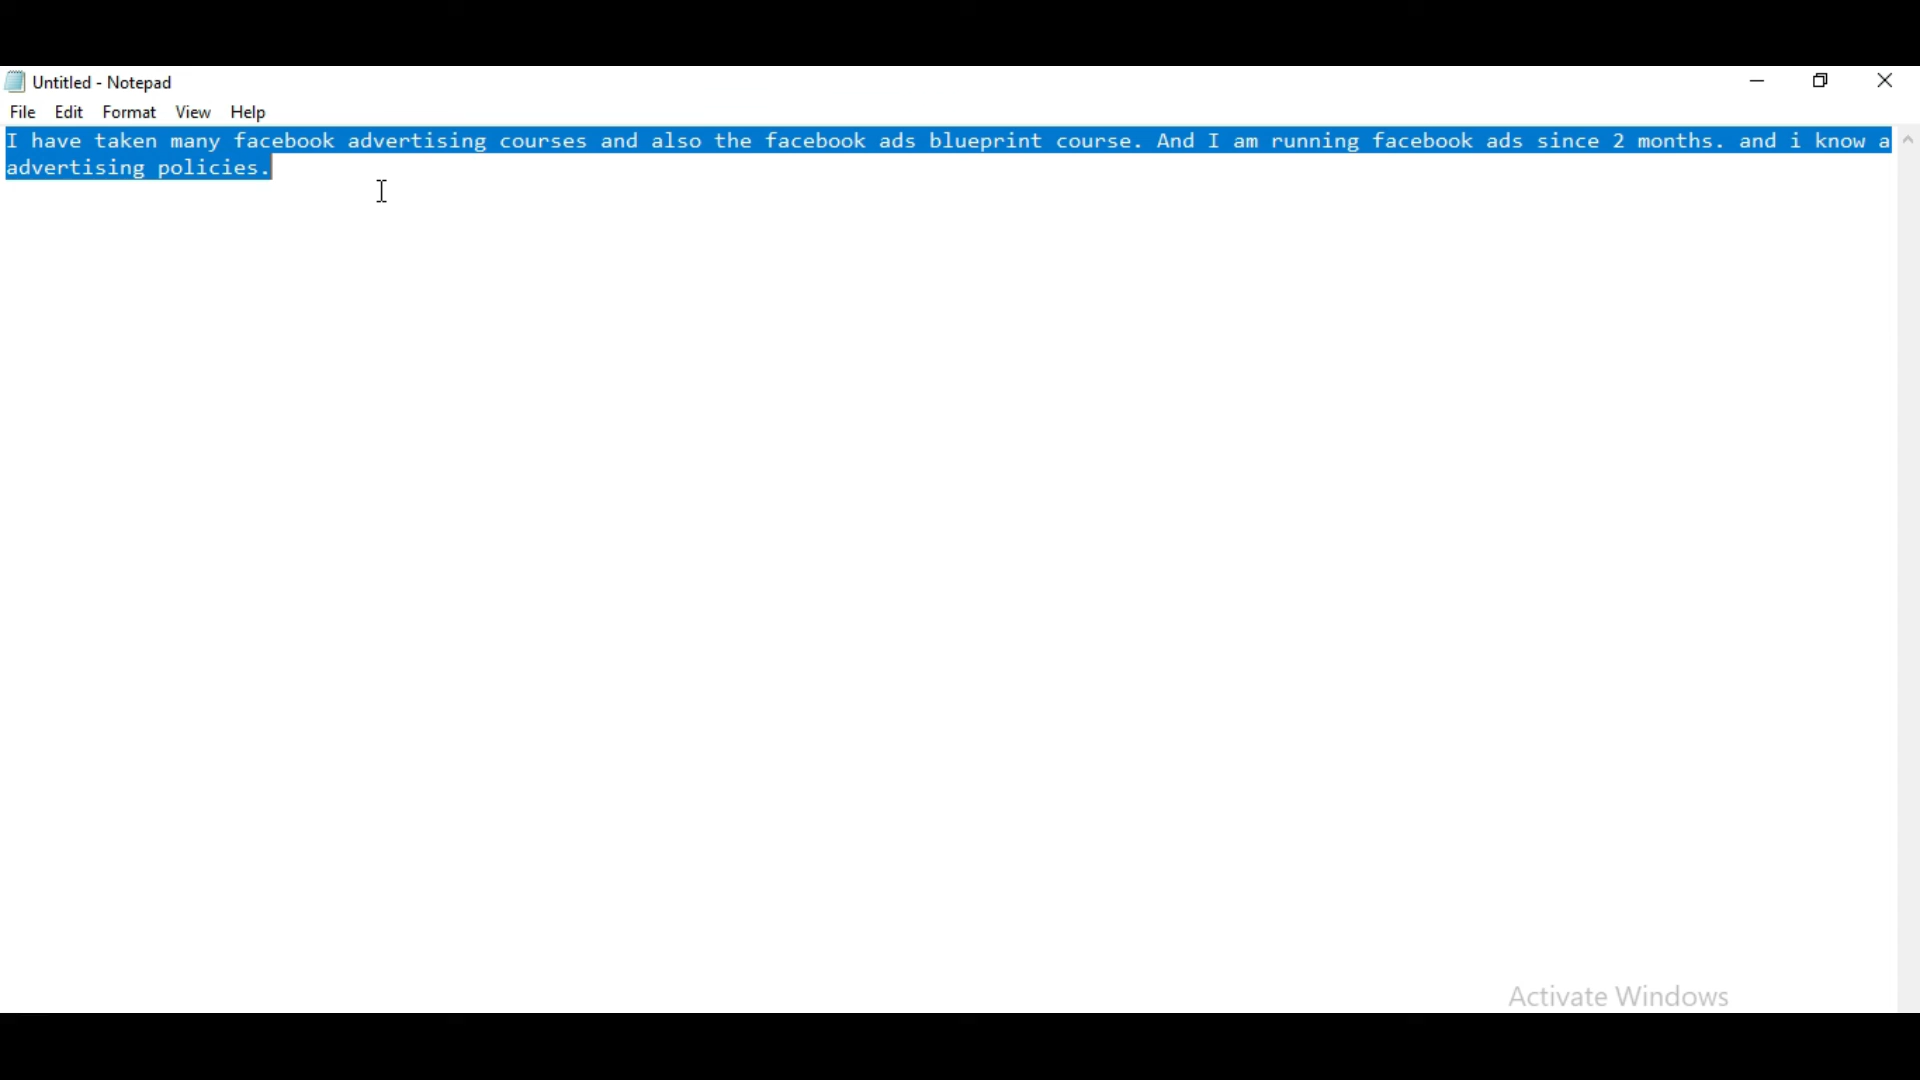 Untitled - Notepad
File Edit Format View Help
I have taken many facebook advertising courses and also the facebook ads blueprint course. And I am running facebook ads since 2 months. and i know a
advertising policies.
Activate Windows